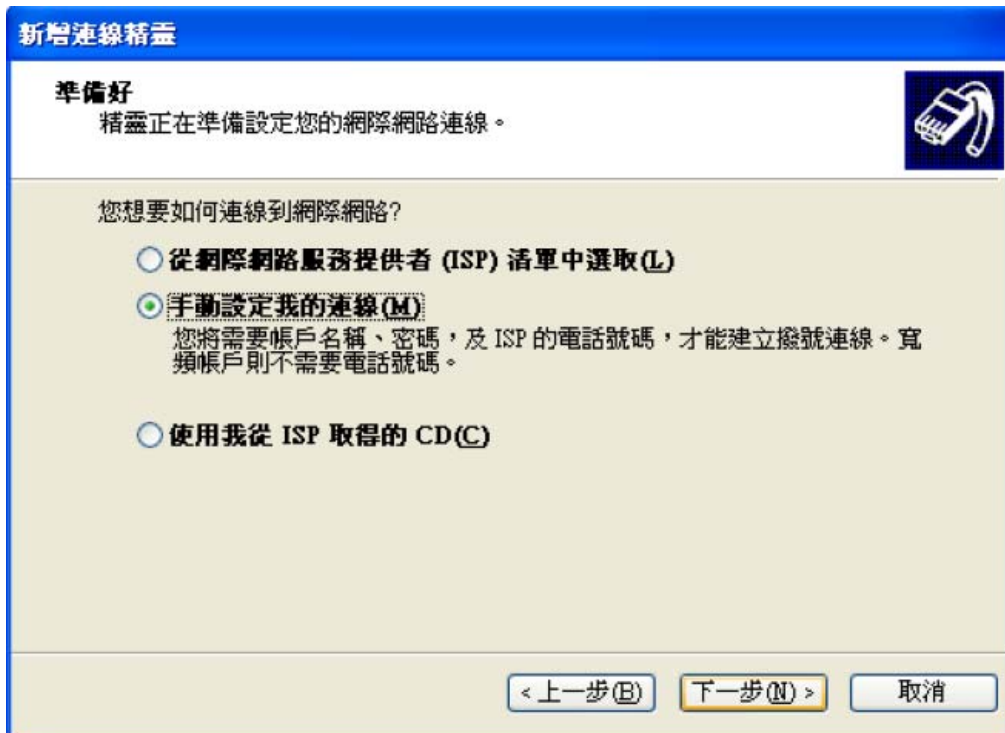 新增連線精靈
準備好
精靈正在準備設定您的網際網路連線。
您想要如何連線到網際網路?
從網際網路服務提供者 (ISP) 清單中選取(L)
手動設定我的連線(M)
您將需要帳戶名稱、密碼，及 ISP 的電話號碼，才能建立撥號連線。寬
頻帳戶則不需要電話號碼。
使用我從 ISP 取得的 CD(C)
<上一步(B) 下一步(N)> 取消